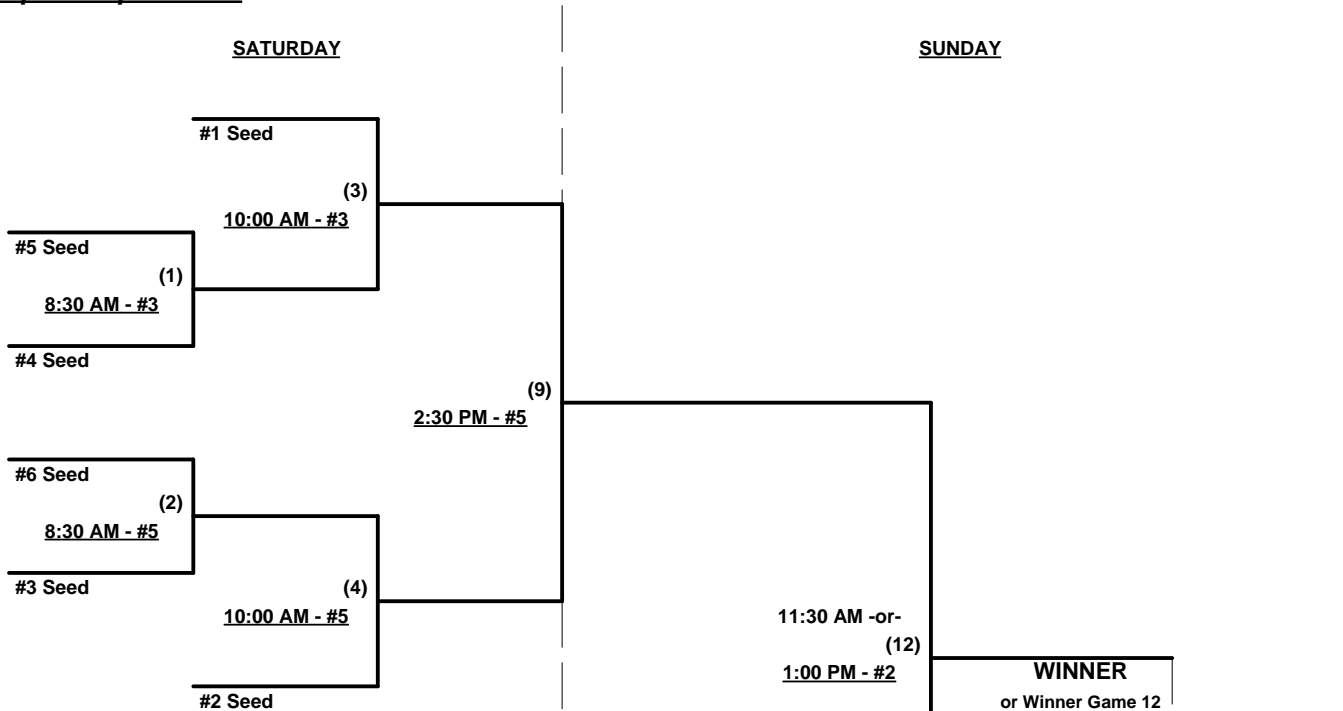 SATURDAY
SUNDAY
#1 Seed
(3)
10:00 AM - #3
#5 Seed
(1)
8:30 AM - #3
#4 Seed
(9)
2:30 PM - #5
#6 Seed
(2)
8:30 AM - #5
#3 Seed
(4)
10:00 AM - #5
11:30 AM -or-
(12)
1:00 PM - #2
WINNER
#2 Seed
or Winner Game 12